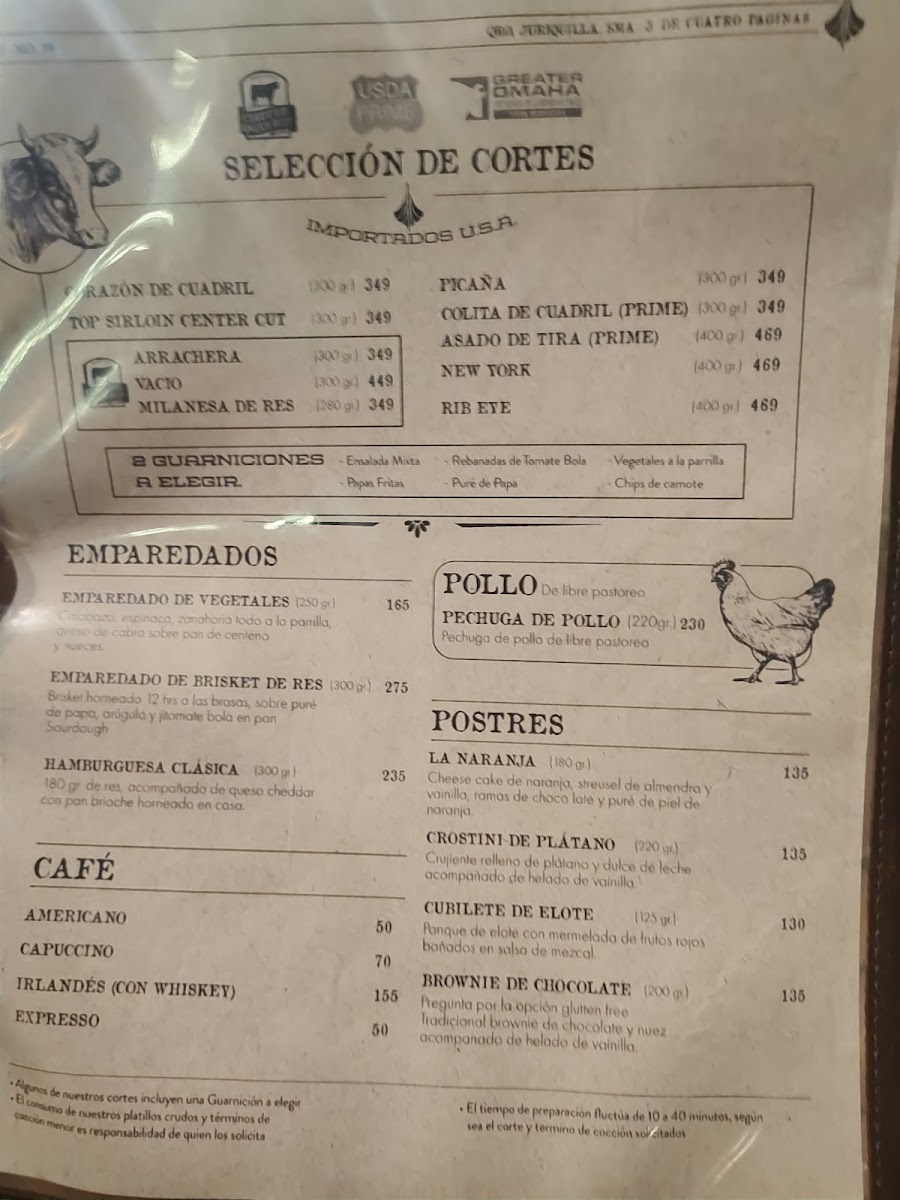 QRO JURIQUILLA, SMA 3 DE CUATRO PAGINAS
USDA
PRIME
GREATER
OMAHA
SELECCIÓN DE CORTES
IMPORTADOS U.S.A.
CORAZÓN DE CUADRIL (300 gr.) 349
TOP SIRLOIN CENTER CUT (300 gr.) 349
ARRACHERA (300 gr.) 349
VACIO (300 gr.) 449
MILANESA DE RES (280 gr.) 349
PICAÑA (300 gr.) 349
COLITA DE CUADRIL (PRIME) (300 gr.) 349
ASADO DE TIRA (PRIME) (400 gr.) 469
NEW YORK (400 gr.) 469
RIB EYE (400 gr.) 469
2 GUARNICIONES
A ELEGIR.
· Ensalada Mixta · Rebanadas de Tomate Bola · Vegetales a la parrilla
· Papas Fritas · Puré de Papa · Chips de camote
EMPAREDADOS
EMPAREDADO DE VEGETALES (250 gr.) 165
Calabaza, espinaca, zanahoria todo a la parrilla,
queso de cabra sobre pan de centeno
y nueces.
EMPAREDADO DE BRISKET DE RES (300 gr.) 275
Brisket horneado 12 hrs a las brasas, sobre puré
de papa, arúgula y jitomate bola en pan
Sourdough
HAMBURGUESA CLÁSICA (300 gr.) 235
180 gr. de res, acompañada de queso cheddar
con pan brioche horneado en casa.
CAFÉ
AMERICANO 50
CAPUCCINO 70
IRLANDÉS (CON WHISKEY) 155
EXPRESSO 50
POLLO De libre pastoreo
PECHUGA DE POLLO (220gr.) 230
Pechuga de pollo de libre pastoreo
POSTRES
LA NARANJA (180 gr.) 135
Cheese cake de naranja, streusel de almendra y
vainilla, ramas de choco late y puré de piel de
naranja.
CROSTINI DE PLÁTANO (220 gr.) 135
Crujiente relleno de plátano y dulce de leche
acompañado de helado de vainilla.
CUBILETE DE ELOTE (125 gr.) 130
Panque de elote con mermelada de frutos rojos
bañados en salsa de mezcal.
BROWNIE DE CHOCOLATE (200 gr.) 135
Pregunta por la opción glutten free
Tradicional brownie de chocolate y nuez
acompañado de helado de vainilla.
• Algunos de nuestros cortes incluyen una Guarnición a elegir
• El consumo de nuestros platillos crudos y términos de
cocción menor es responsabilidad de quien los solicita
• El tiempo de preparación fluctúa de 10 a 40 minutos, según
sea el corte y termino de cocción solicitados